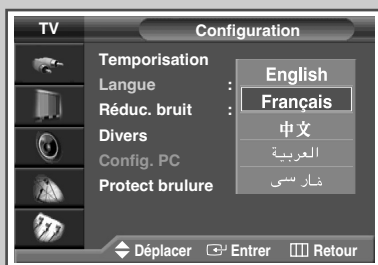 TV
Configuration
Temporisation
Langue :
Réduc. bruit :
Divers
Config. PC
Protect brulure
English
Français
中文
العربية
فارسی
Déplacer Entrer Retour